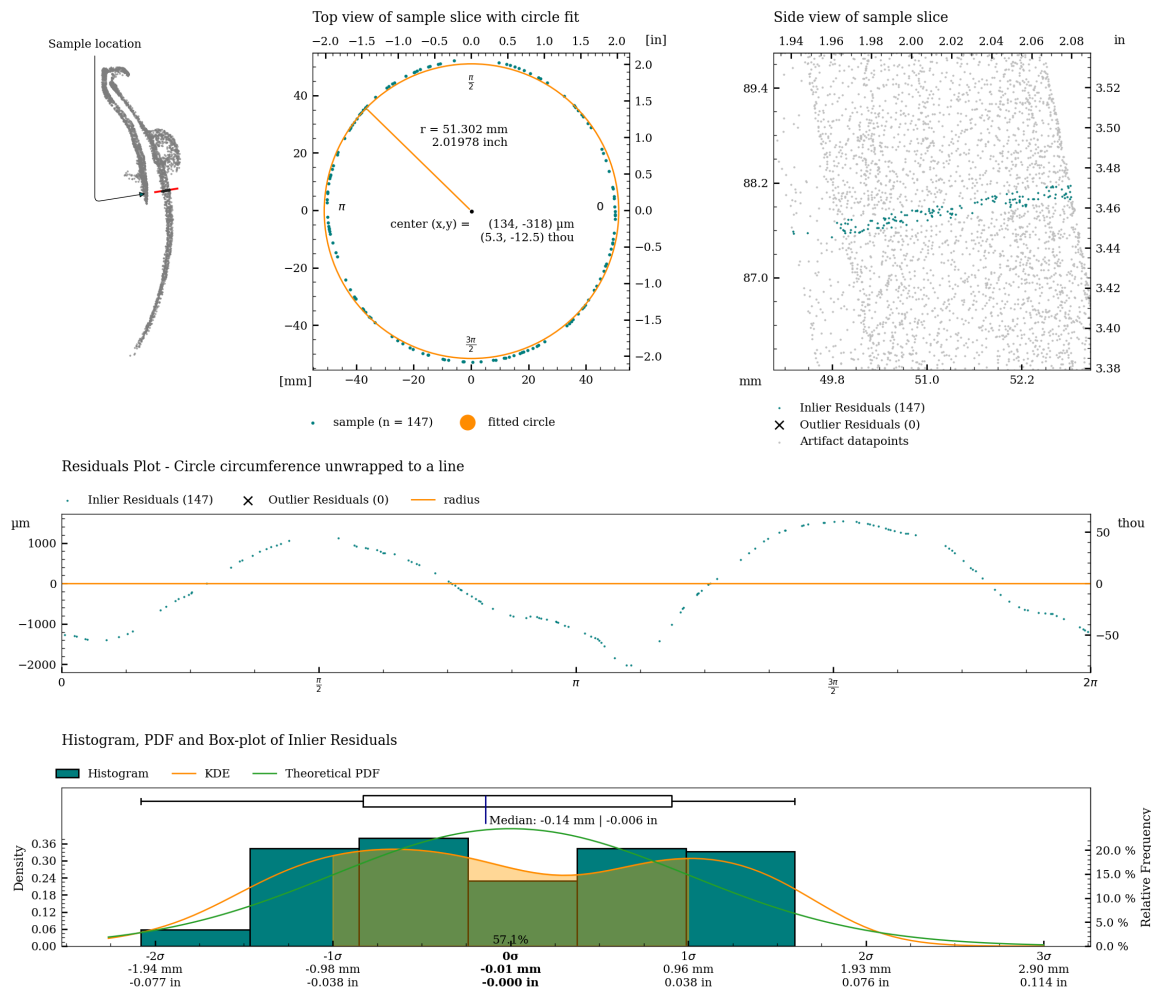 Sample location
Top view of sample slice with circle fit
−2.0 −1.5 −1.0 −0.5 0.0 0.5 1.0 1.5 2.0 [in]
40
20
0
−20
−40
2.0
1.5
1.0
0.5
0.0
−0.5
−1.0
−1.5
−2.0
π/2
r = 51.302 mm
2.01978 inch
π
0
center (x,y) = (134, -318) µm
(5.3, -12.5) thou
3π/2
[mm] −40 −20 0 20 40
sample (n = 147) fitted circle
Side view of sample slice
1.94 1.96 1.98 2.00 2.02 2.04 2.06 2.08 in
89.4
88.2
87.0
3.52
3.50
3.48
3.46
3.44
3.42
3.40
3.38
mm 49.8 51.0 52.2
Inlier Residuals (147)
Outlier Residuals (0)
Artifact datapoints
Residuals Plot - Circle circumference unwrapped to a line
Inlier Residuals (147) Outlier Residuals (0) radius
µm
1000
0
−1000
−2000
thou
50
0
−50
0 π/2 π 3π/2 2π
Histogram, PDF and Box-plot of Inlier Residuals
Histogram KDE Theoretical PDF
Median: -0.14 mm | -0.006 in
Density
0.36
0.30
0.24
0.18
0.12
0.06
0.00
57.1%
Relative Frequency
20.0 %
15.0 %
10.0 %
5.0 %
0.0 %
-2σ -1σ 0σ 1σ 2σ 3σ
-1.94 mm -0.98 mm -0.01 mm 0.96 mm 1.93 mm 2.90 mm
-0.077 in -0.038 in -0.000 in 0.038 in 0.076 in 0.114 in